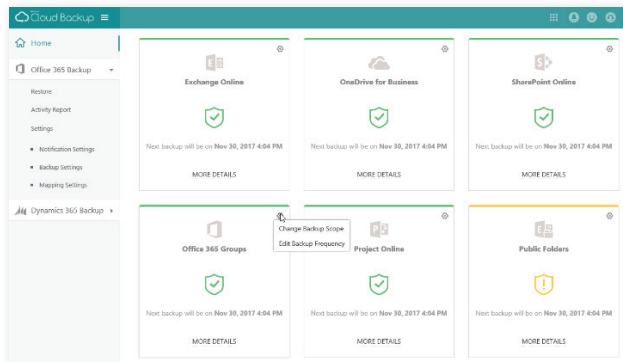 Cloud Backup
Home
Office 365 Backup
Restore
Activity Report
Settings
Notification Settings
Backup Settings
Mapping Settings
Dynamics 365 Backup
Exchange Online
Next backup will be on Nov 30, 2017 4:04 PM
MORE DETAILS
OneDrive for Business
Next backup will be on Nov 30, 2017 4:04 PM
MORE DETAILS
SharePoint Online
Next backup will be on Nov 30, 2017 4:04 PM
MORE DETAILS
Office 365 Groups
Change Backup Scope
Edit Backup Frequency
Next backup will be on Nov 30, 2017 4:04 PM
MORE DETAILS
Project Online
Next backup will be on Nov 30, 2017 4:04 PM
MORE DETAILS
Public Folders
Next backup will be on Nov 30, 2017 4:04 PM
MORE DETAILS